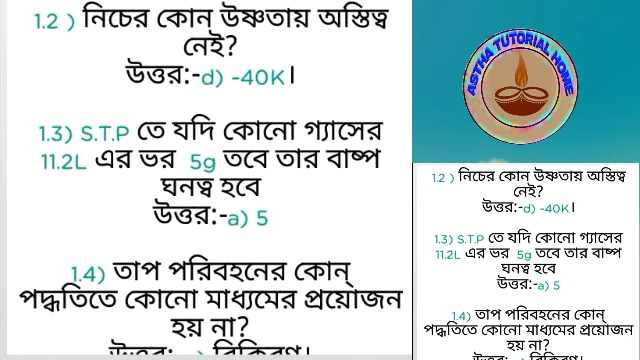 1.2 ) নিচের কোন উষ্ণতায় অস্তিত্ব
নেই?
উত্তর:-d) -40K।
1.3) S.T.P তে যদি কোনো গ্যাসের
11.2L এর ভর 5g তবে তার বাষ্প
ঘনত্ব হবে
উত্তর:-a) 5
1.4) তাপ পরিবহনের কোন্
পদ্ধতিতে কোনো মাধ্যমের প্রয়োজন
হয় না?
ASTHA TUTORIAL HOME
1.2 ) নিচের কোন উষ্ণতায় অস্তিত্ব
নেই?
উত্তর:-d) -40K।
1.3) S.T.P তে যদি কোনো গ্যাসের
11.2L এর ভর 5g তবে তার বাষ্প
ঘনত্ব হবে
উত্তর:-a) 5
1.4) তাপ পরিবহনের কোন্
পদ্ধতিতে কোনো মাধ্যমের প্রয়োজন
হয় না?